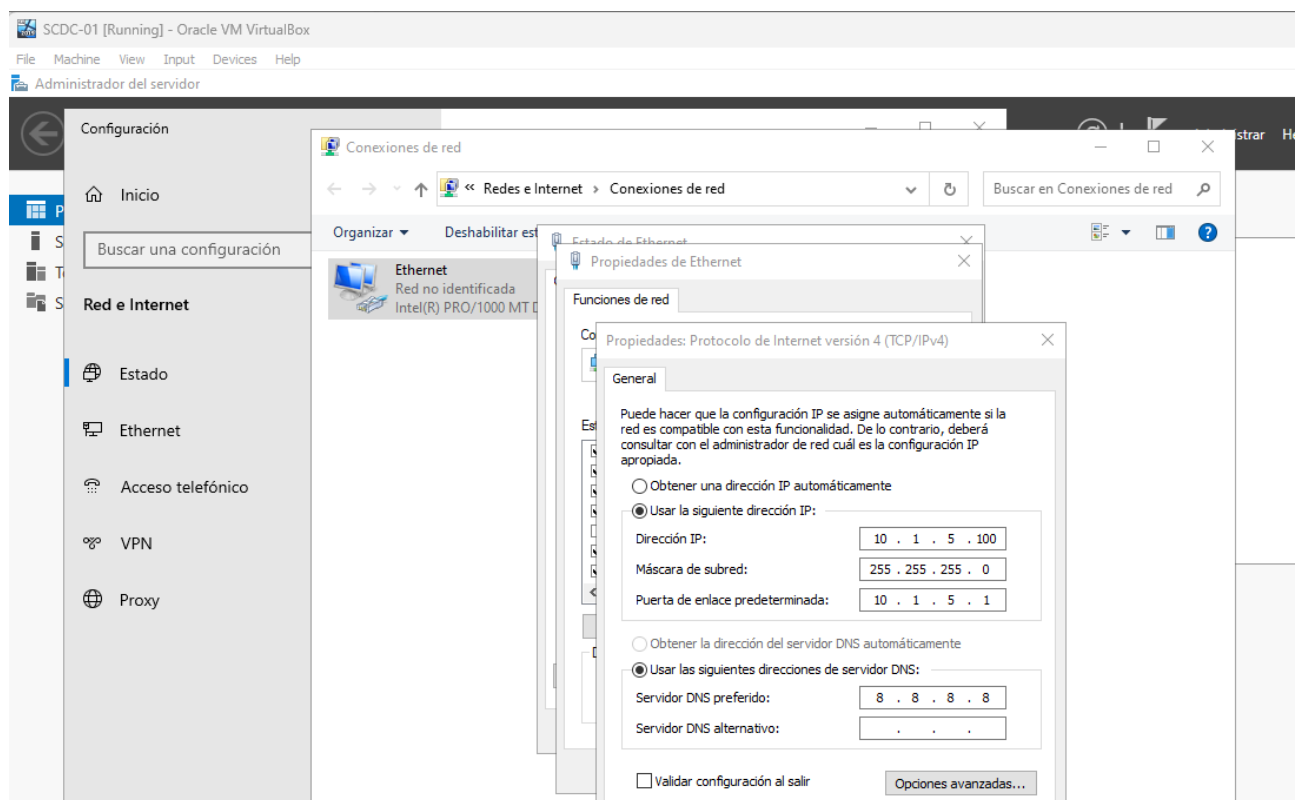 SCDC-01 [Running] - Oracle VM VirtualBox
File Machine View Input Devices Help
Administrador del servidor
Configuración
Inicio
Buscar una configuración
Red e Internet
Estado
Ethernet
Acceso telefónico
VPN
Proxy
Conexiones de red
« Redes e Internet › Conexiones de red
Buscar en Conexiones de red
Organizar
Deshabilitar est
Ethernet
Red no identificada
Intel(R) PRO/1000 MT D
Estado de Ethernet
Propiedades de Ethernet
Funciones de red
Co
Propiedades: Protocolo de Internet versión 4 (TCP/IPv4)
General
Puede hacer que la configuración IP se asigne automáticamente si la
red es compatible con esta funcionalidad. De lo contrario, deberá
consultar con el administrador de red cuál es la configuración IP
apropiada.
Obtener una dirección IP automáticamente
Usar la siguiente dirección IP:
Dirección IP: 10 . 1 . 5 . 100
Máscara de subred: 255 . 255 . 255 . 0
Puerta de enlace predeterminada: 10 . 1 . 5 . 1
Obtener la dirección del servidor DNS automáticamente
Usar las siguientes direcciones de servidor DNS:
Servidor DNS preferido: 8 . 8 . 8 . 8
Servidor DNS alternativo: . . .
Validar configuración al salir
Opciones avanzadas...